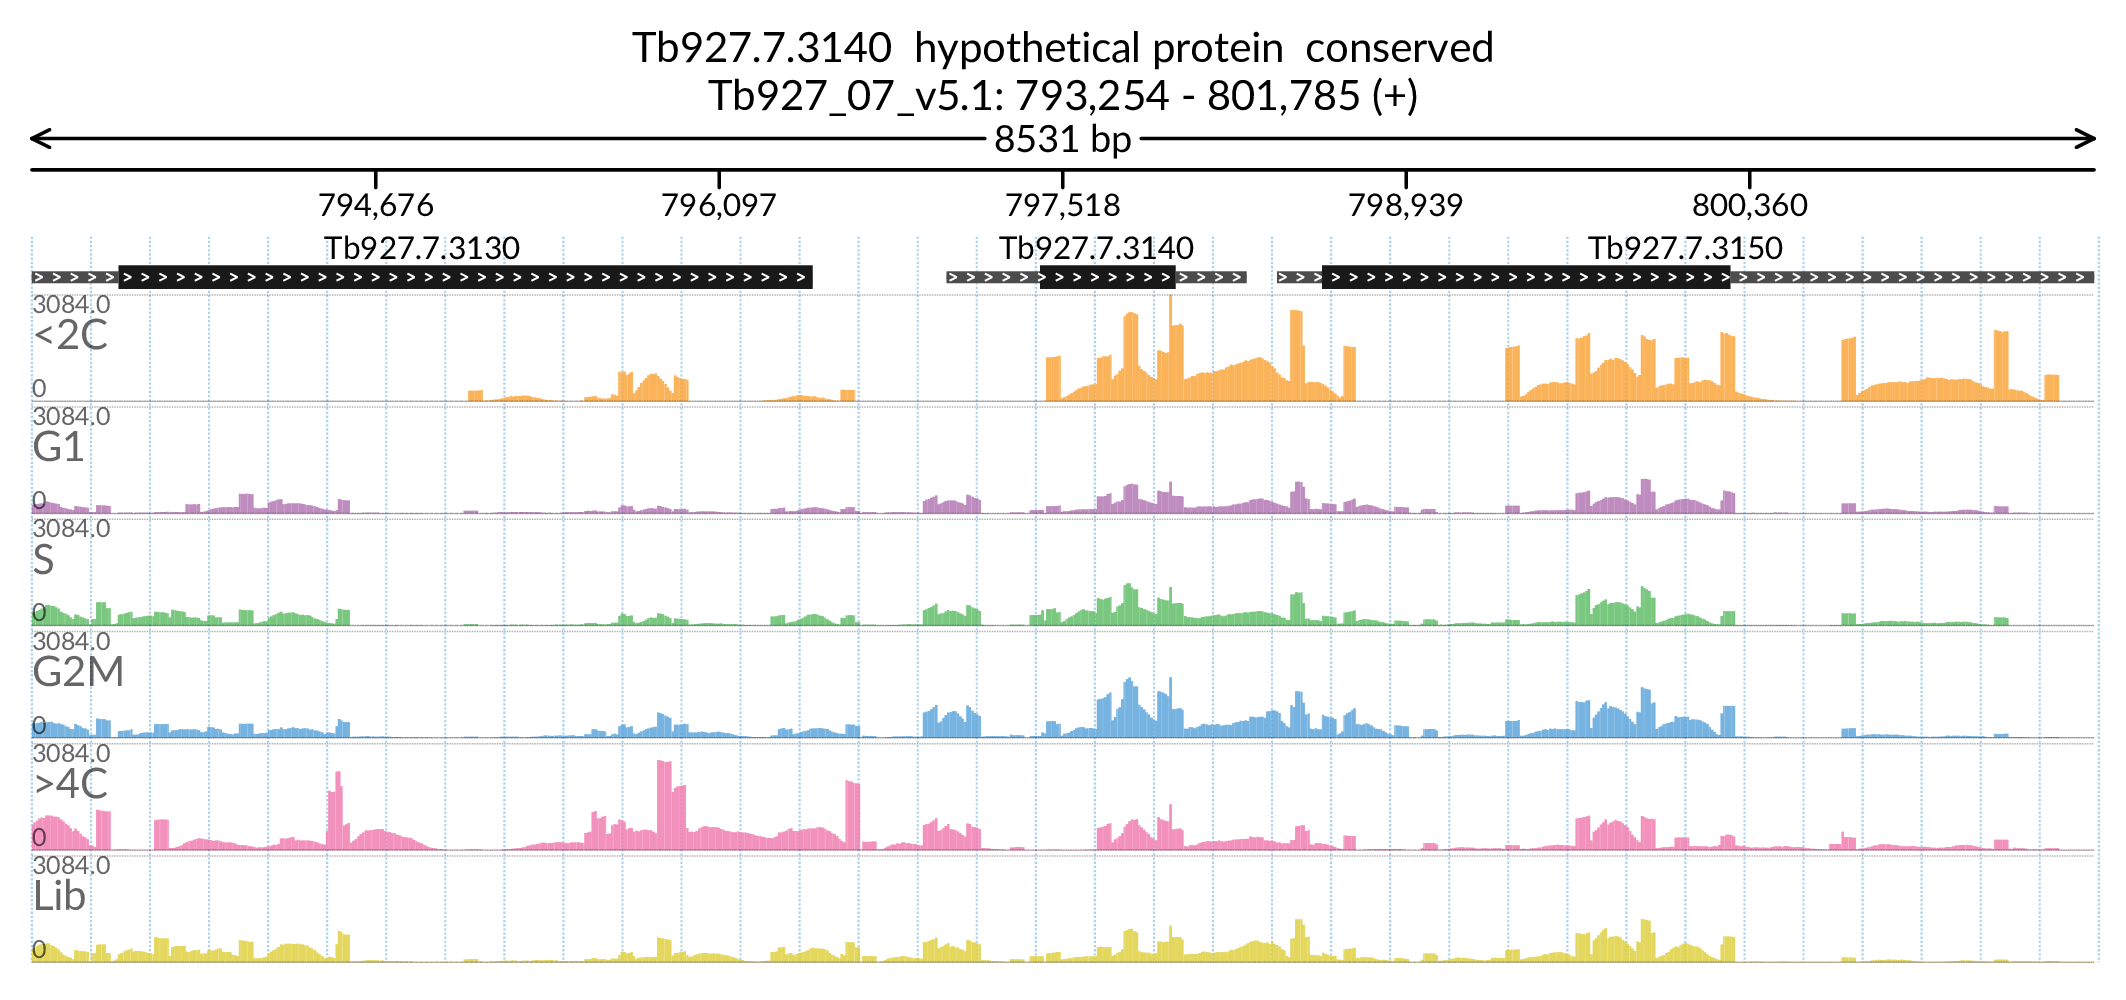 Tb927.7.3140  hypothetical protein  conserved
Tb927_07_v5.1: 793,254 - 801,785 (+)
8531 bp
794,676 796,097 797,518 798,939 800,360
Tb927.7.3130 Tb927.7.3140 Tb927.7.3150
3084.0
<2C
0
3084.0
G1
0
3084.0
S
0
3084.0
G2M
0
3084.0
>4C
0
3084.0
Lib
0